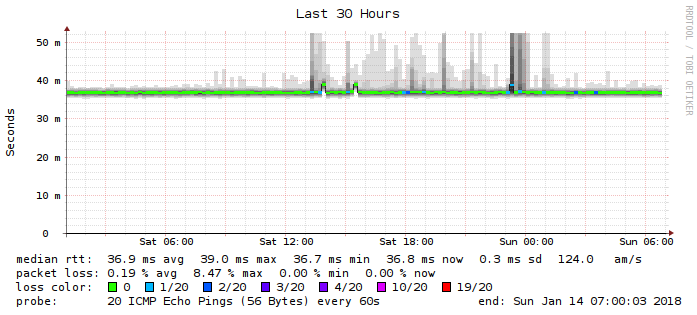 Last 30 Hours
RRDTOOL / TOBI OETIKER
Seconds
50 m
40 m
30 m
20 m
10 m
0
Sat 06:00 Sat 12:00 Sat 18:00 Sun 00:00 Sun 06:00
median rtt: 36.9 ms avg 39.0 ms max 36.7 ms min 36.8 ms now 0.3 ms sd 124.0 am/s
packet loss: 0.19 % avg 8.47 % max 0.00 % min 0.00 % now
loss color: 0 1/20 2/20 3/20 4/20 10/20 19/20
probe: 20 ICMP Echo Pings (56 Bytes) every 60s end: Sun Jan 14 07:00:03 2018